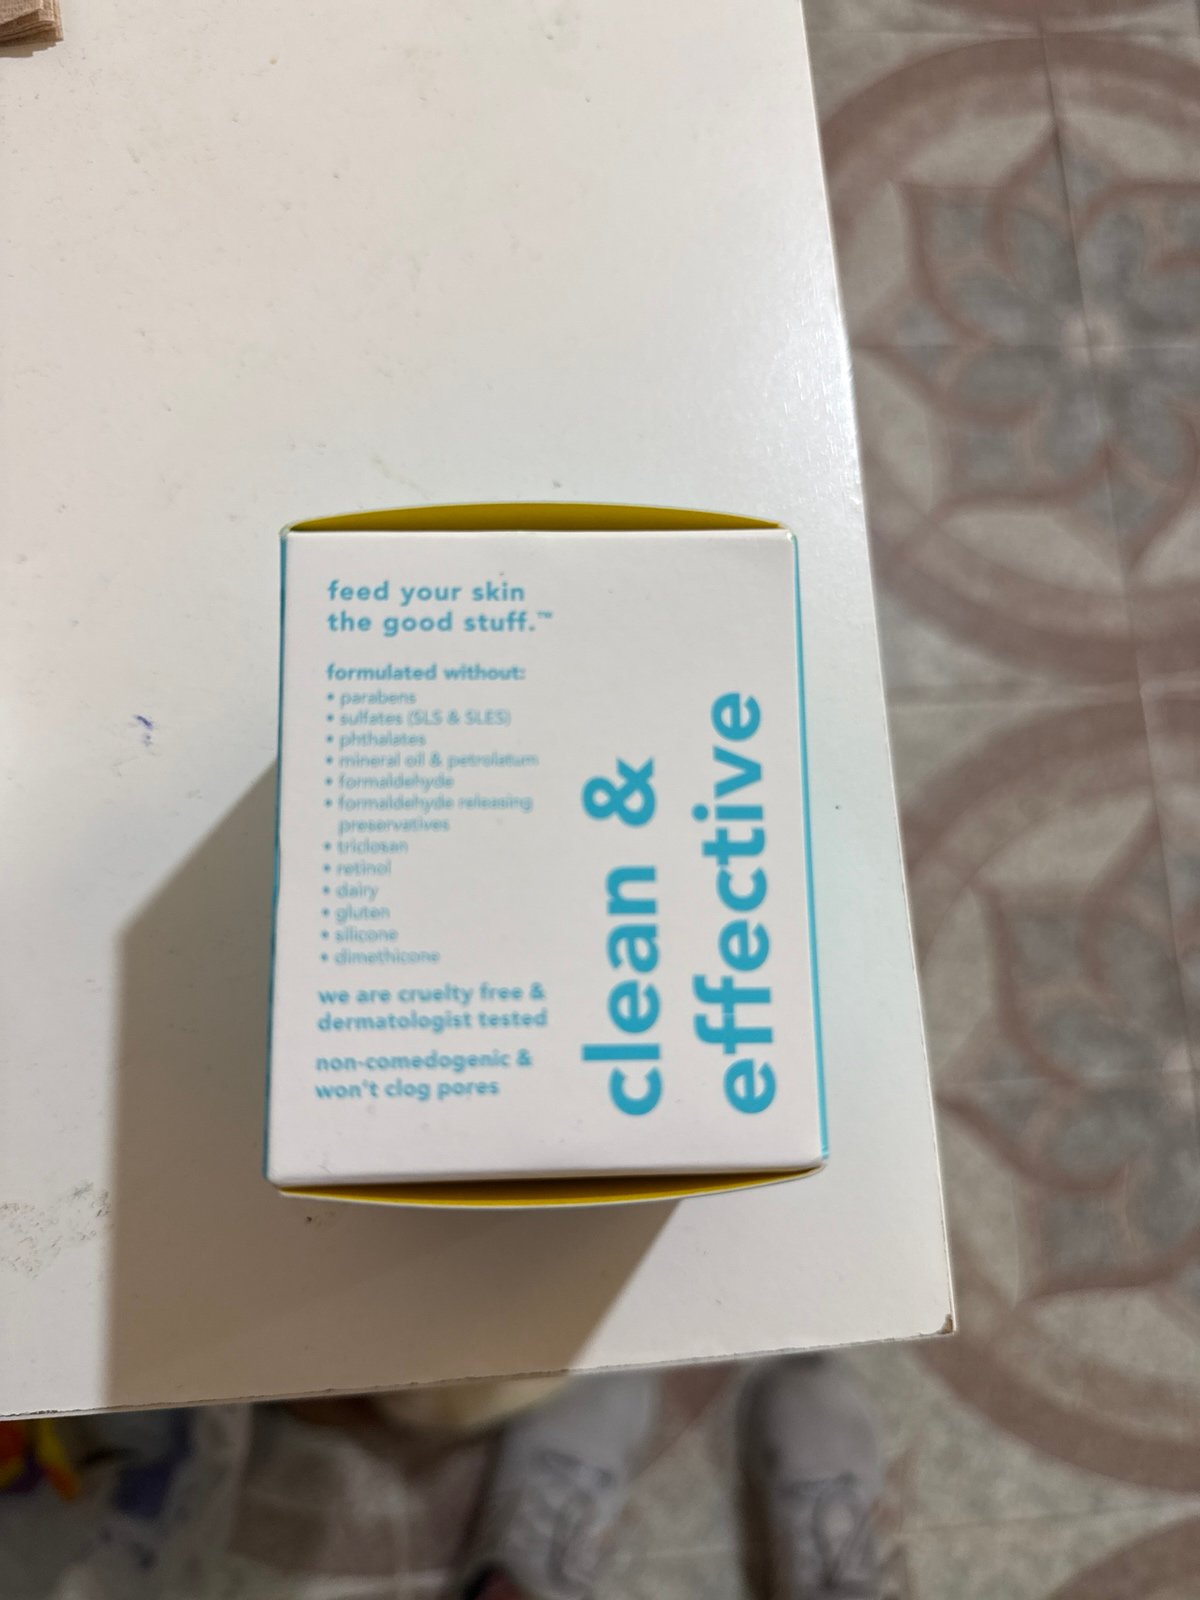 feed your skin
the good stuff.™
formulated without:
• parabens
• sulfates (SLS & SLES)
• phthalates
• mineral oil & petrolatum
• formaldehyde
• formaldehyde releasing
preservatives
• triclosan
• retinol
• dairy
• gluten
• silicone
• dimethicone
we are cruelty free &
dermatologist tested
non-comedogenic &
won't clog pores
clean &
effective